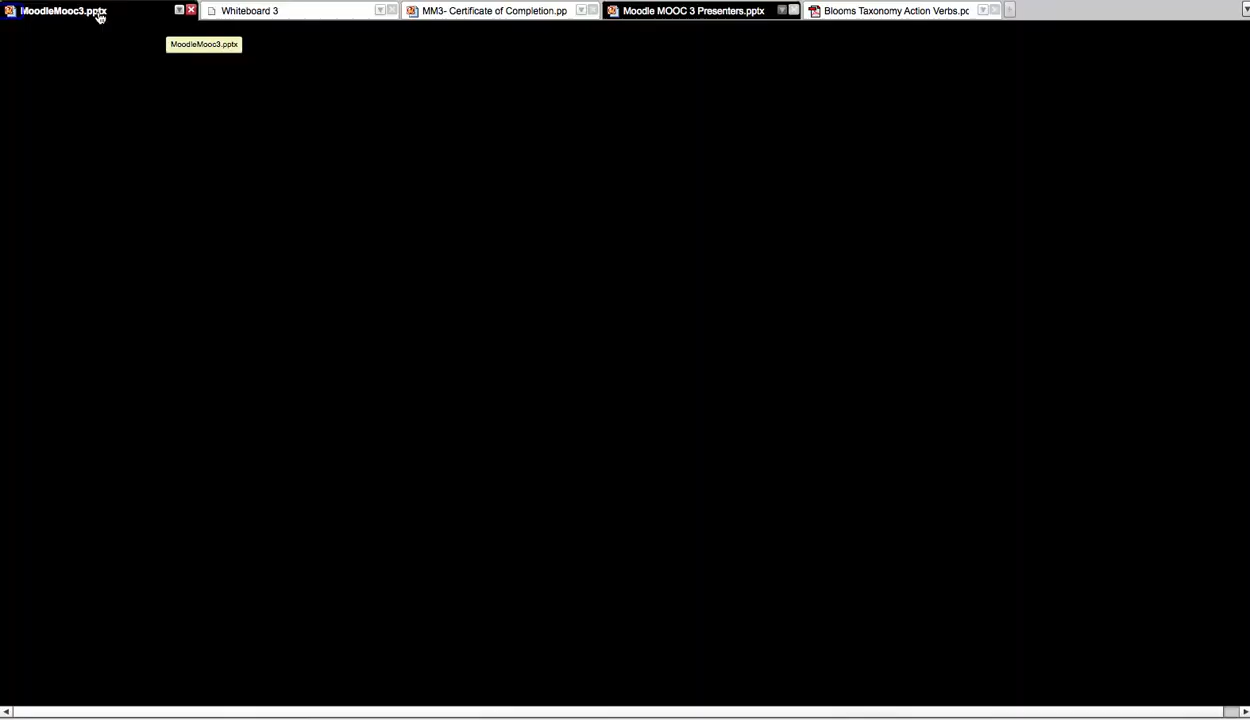 MoodleMooc3.pptx
Whiteboard 3
MM3- Certificate of Completion.pp
Moodle MOOC 3 Presenters.pptx
Blooms Taxonomy Action Verbs.pc
MoodleMooc3.pptx